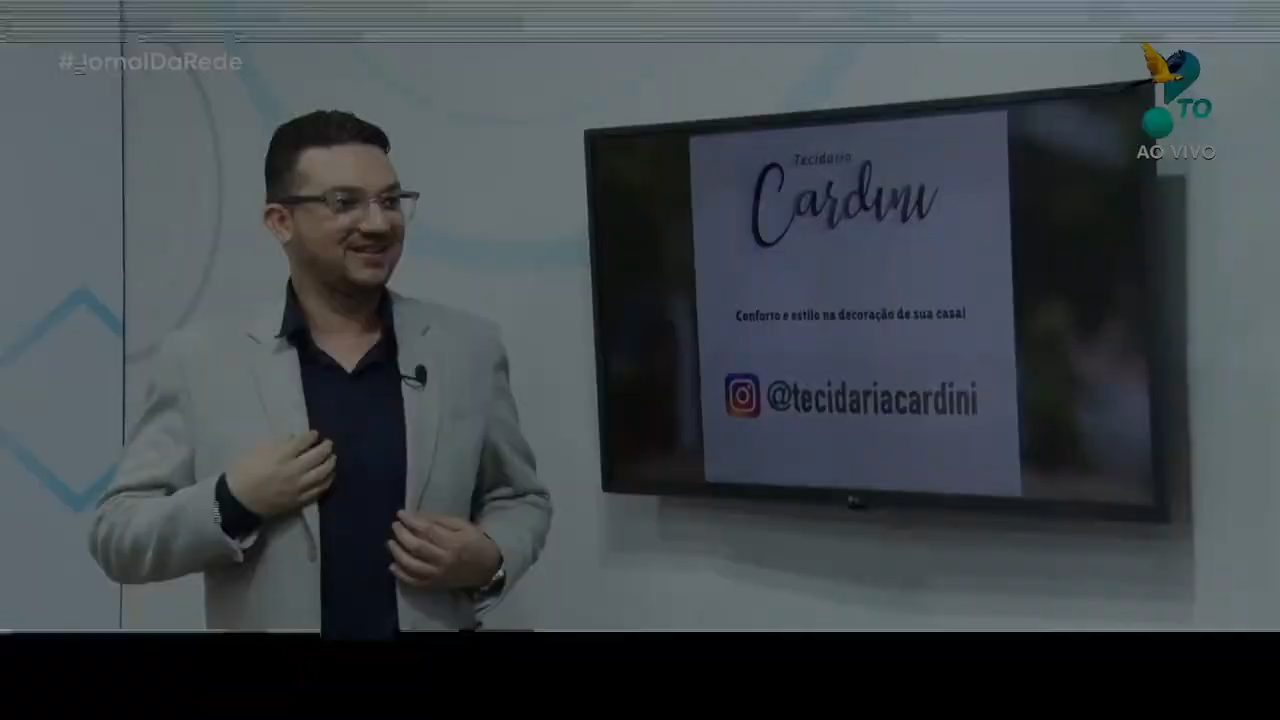 #JornalDaRede
TO
AO VIVO
Tecidaria
Cardini
Conforto e estilo na decoração de sua casa!
@tecidariacardini